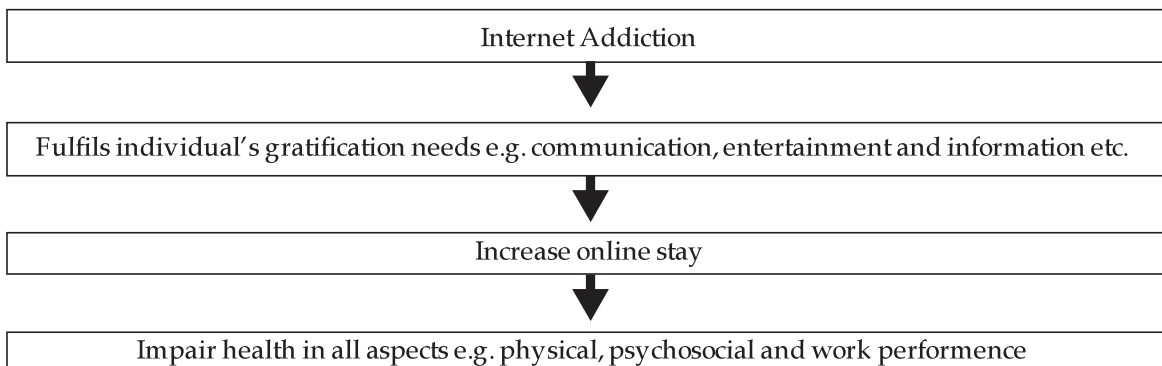 Internet Addiction
Fulfils individual's gratification needs e.g. communication, entertainment and information etc.
Increase online stay
Impair health in all aspects e.g. physical, psychosocial and work performence